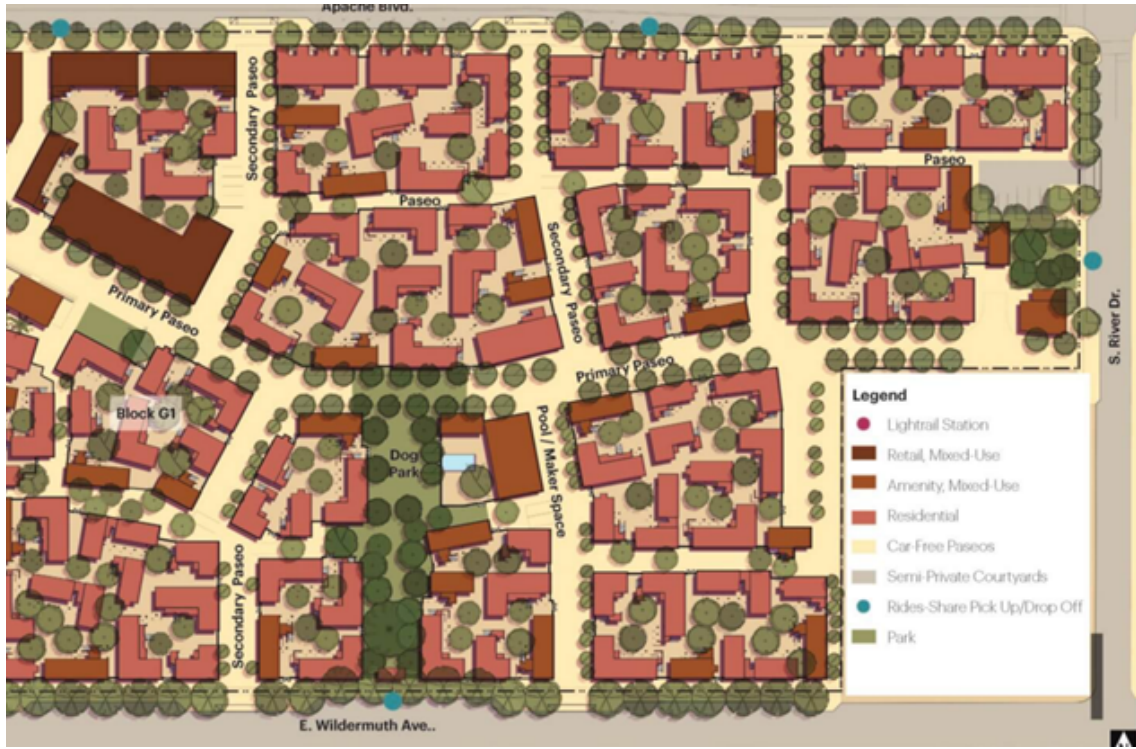 Apache Blvd.
Secondary Paseo
Paseo
Paseo
Secondary Paseo
S. River Dr.
Primary Paseo
Primary Paseo
Block G1
Dog
Park
Pool / Maker Space
Secondary Paseo
E. Wildermuth Ave..
Legend
Lightrail Station
Retail, Mixed-Use
Amenity, Mixed-Use
Residential
Car-Free Paseos
Semi-Private Courtyards
Rides-Share Pick Up/Drop Off
Park